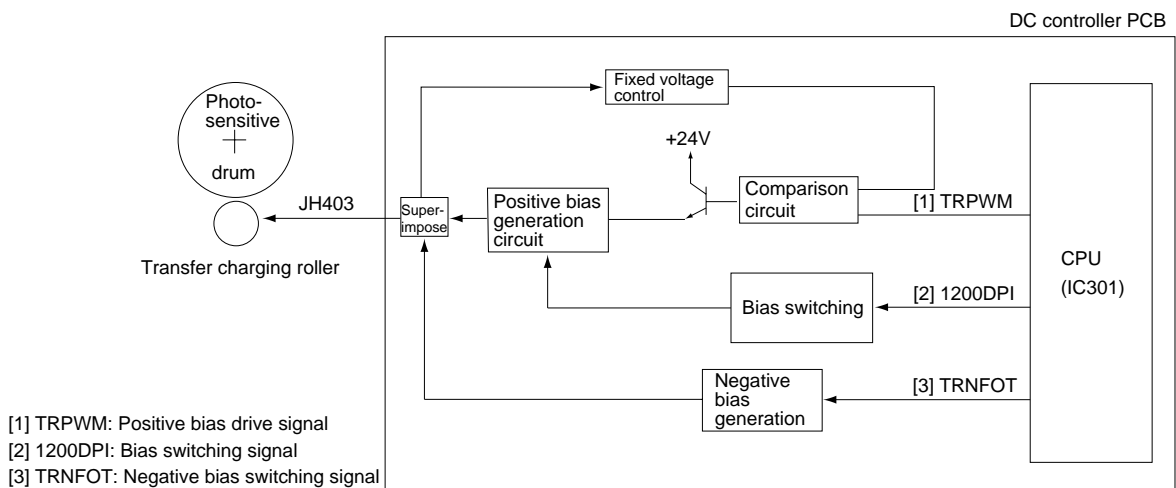 DC controller PCB
Fixed voltage
control
Photo-
sensitive
drum
+24V
JH403
Super-
impose
Positive bias
generation
circuit
Comparison
circuit
[1] TRPWM
Transfer charging roller
CPU
(IC301)
Bias switching
[2] 1200DPI
Negative
bias
generation
[3] TRNFOT
[1] TRPWM: Positive bias drive signal
[2] 1200DPI: Bias switching signal
[3] TRNFOT: Negative bias switching signal